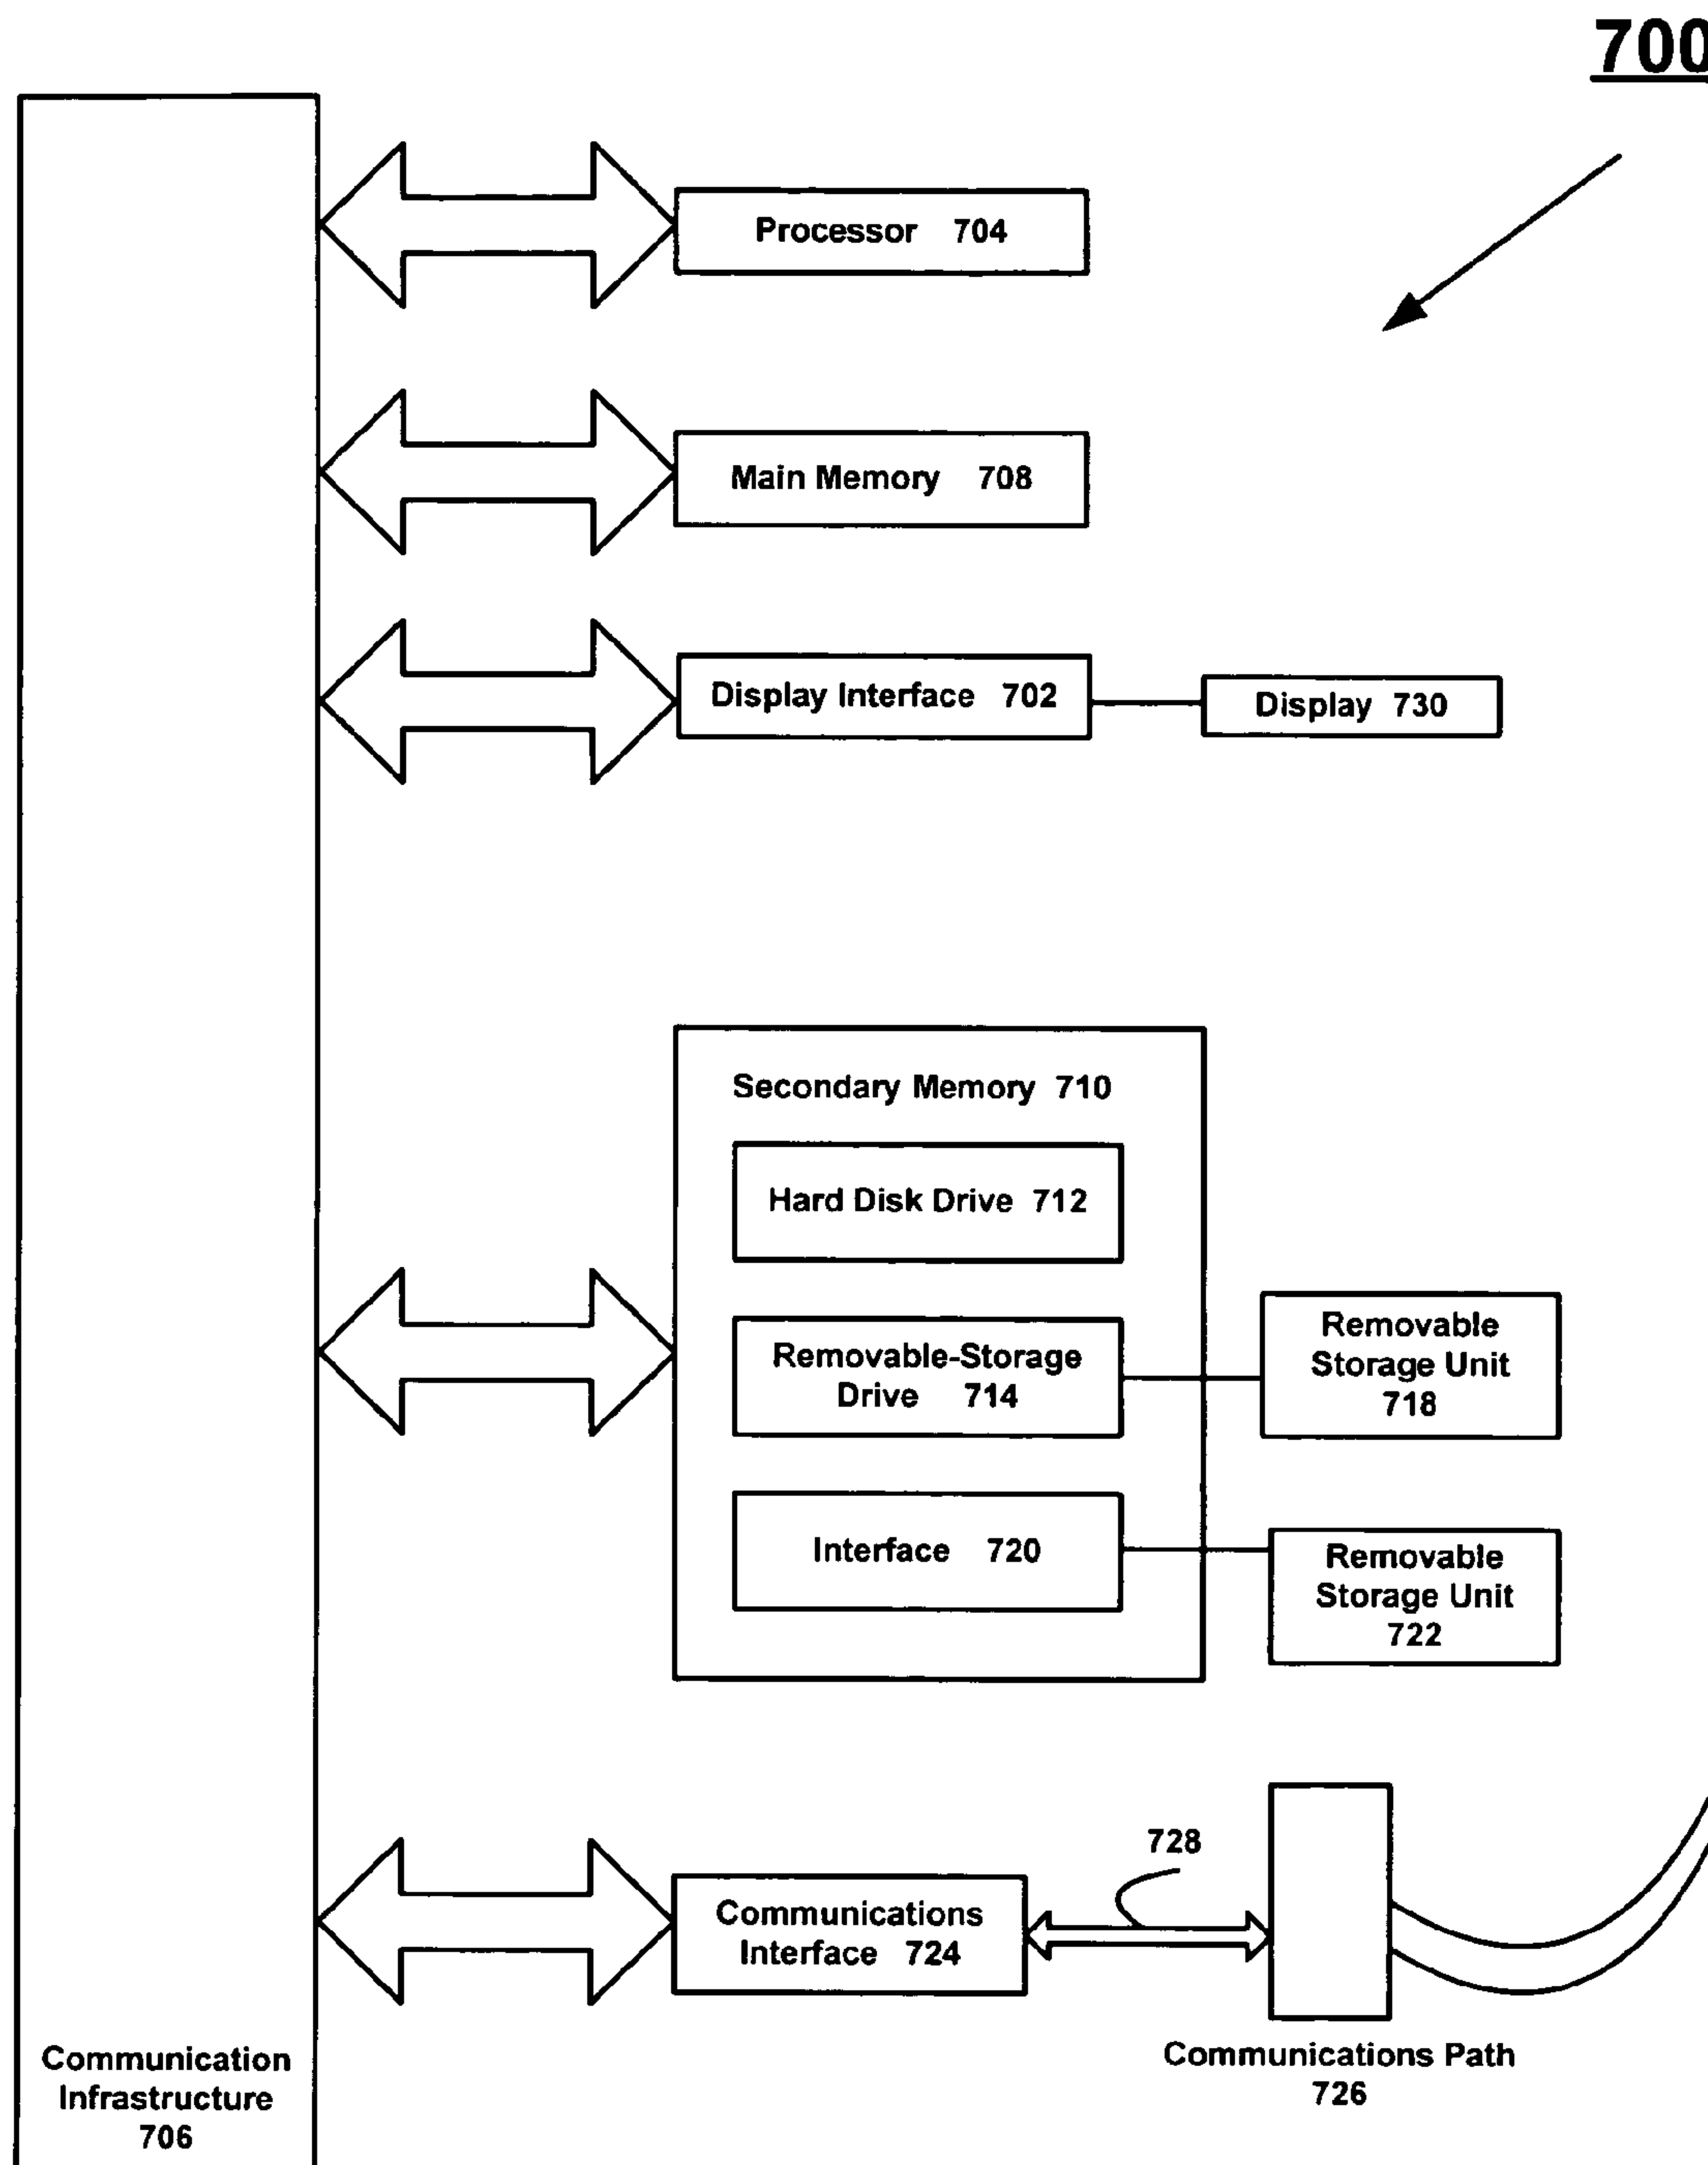 700
Processor 704
Main Memory 708
Display Interface 702
Display 730
Secondary Memory 710
Hard Disk Drive 712
Removable-Storage
Drive 714
Removable
Storage Unit
718
Interface 720
Removable
Storage Unit
722
728
Communications
Interface 724
Communications Path
726
Communication
Infrastructure
706